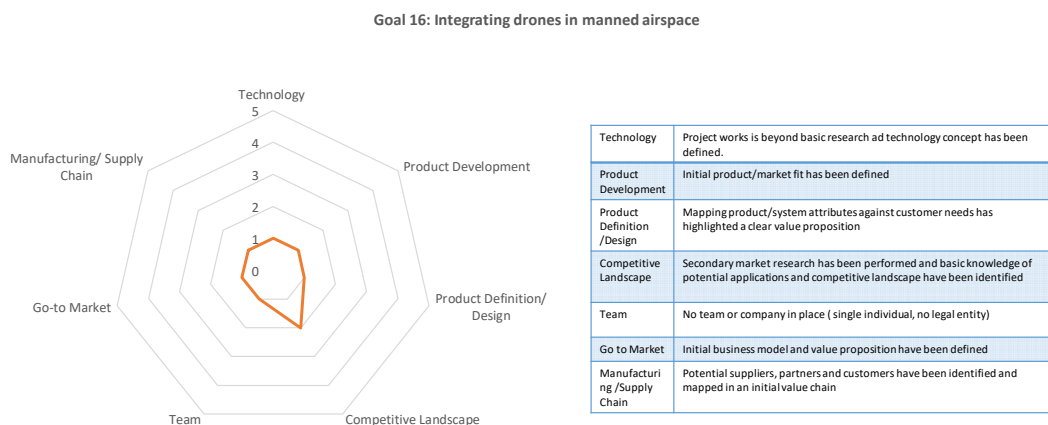 Goal 16: Integrating drones in manned airspace
Technology
5
4
3
2
1
0
Product Development
Product Definition/
Design
Competitive Landscape
Team
Go-to Market
Manufacturing/ Supply
Chain
Technology
Project works is beyond basic research ad technology concept has been
defined.
Product
Development
Initial product/market fit has been defined
Product
Definition
/Design
Mapping product/system attributes against customer needs has
highlighted a clear value proposition
Competitive
Landscape
Secondary market research has been performed and basic knowledge of
potential applications and competitive landscape have been identified
Team
No team or company in place ( single individual, no legal entity)
Go to Market
Initial business model and value proposition have been defined
Manufacturi
ng /Supply
Chain
Potential suppliers, partners and customers have been identified and
mapped in an initial value chain